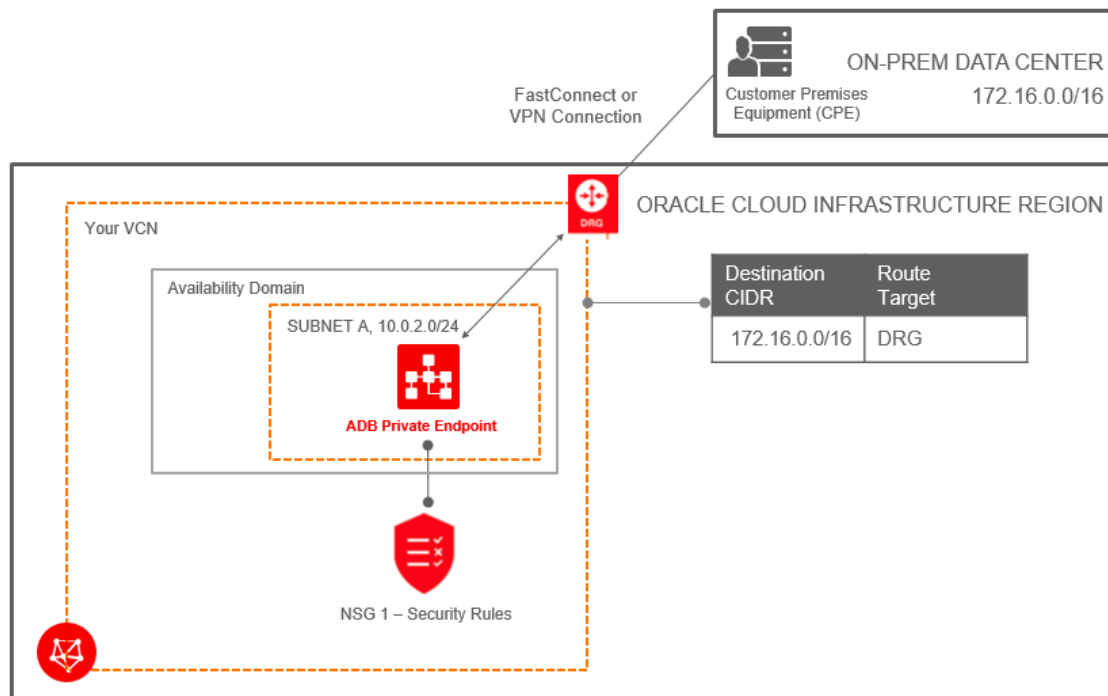 ON-PREM DATA CENTER
172.16.0.0/16
Customer Premises
Equipment (CPE)
FastConnect or
VPN Connection
DRG
ORACLE CLOUD INFRASTRUCTURE REGION
Your VCN
Availability Domain
SUBNET A, 10.0.2.0/24
ADB Private Endpoint
NSG 1 – Security Rules
Destination CIDR
Route Target
172.16.0.0/16
DRG